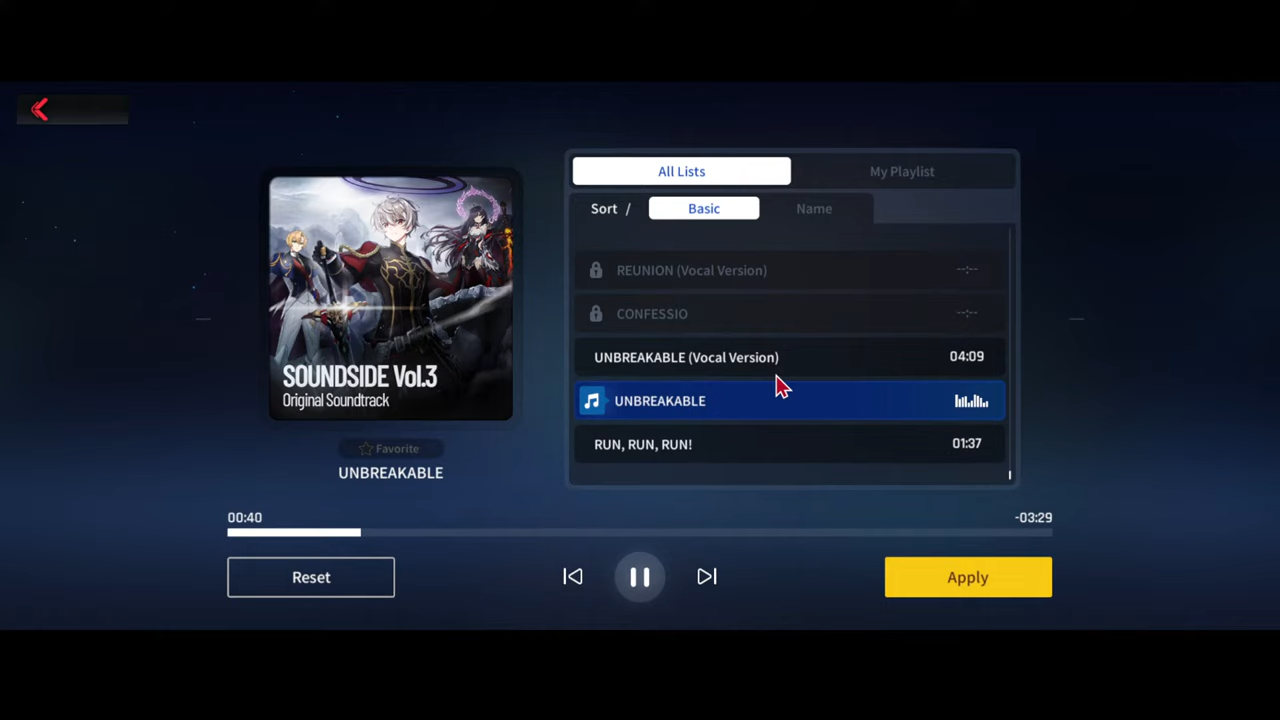 All Lists
My Playlist
Sort /
Basic
Name
REUNION (Vocal Version)
--:--
CONFESSIO
--:--
UNBREAKABLE (Vocal Version)
04:09
UNBREAKABLE
RUN, RUN, RUN!
01:37
SOUNDSIDE Vol.3
Original Soundtrack
Favorite
UNBREAKABLE
00:40
-03:29
Reset
Apply